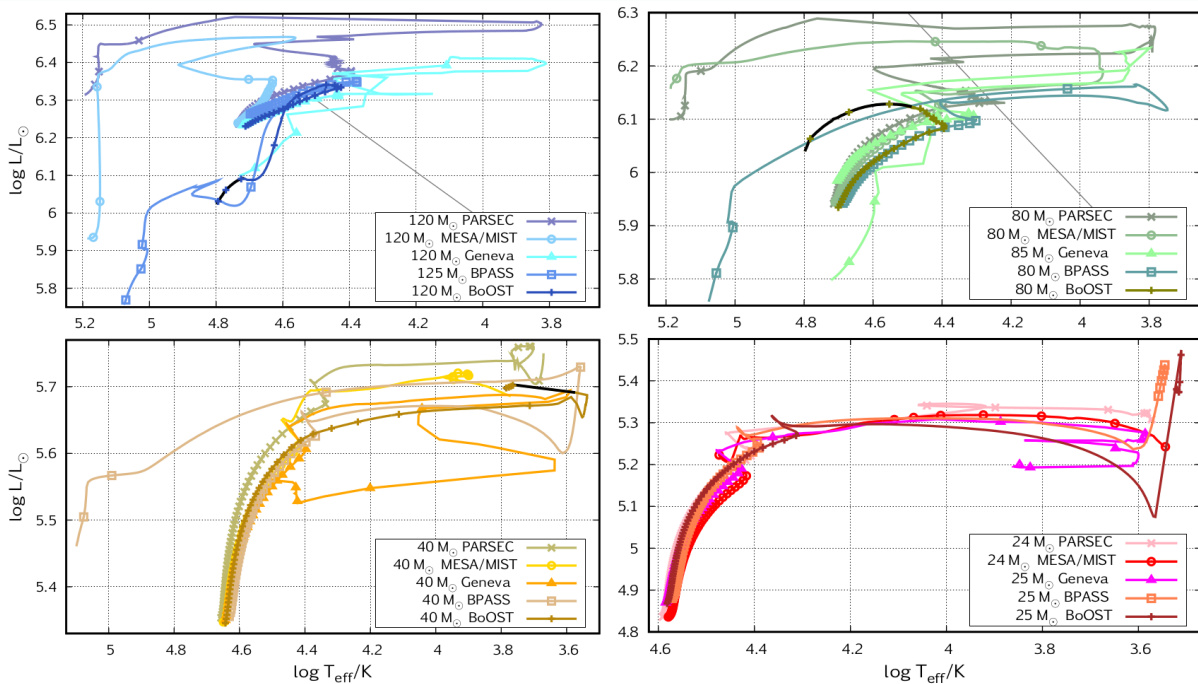 6.5
6.4
6.3
6.2
6.1
6
5.9
5.8
log L/L⊙
5.2 5 4.8 4.6 4.4 4.2 4 3.8
120 M⊙ PARSEC
120 M⊙ MESA/MIST
120 M⊙ Geneva
125 M⊙ BPASS
120 M⊙ BoOST
6.3
6.2
6.1
6
5.9
5.8
5.2 5 4.8 4.6 4.4 4.2 4 3.8
80 M⊙ PARSEC
80 M⊙ MESA/MIST
85 M⊙ Geneva
80 M⊙ BPASS
80 M⊙ BoOST
5.7
5.6
5.5
5.4
log L/L⊙
5 4.8 4.6 4.4 4.2 4 3.8 3.6
log Teff/K
40 M⊙ PARSEC
40 M⊙ MESA/MIST
40 M⊙ Geneva
40 M⊙ BPASS
40 M⊙ BoOST
5.5
5.4
5.3
5.2
5.1
5
4.9
4.8
4.6 4.4 4.2 4 3.8 3.6
log Teff/K
24 M⊙ PARSEC
24 M⊙ MESA/MIST
25 M⊙ Geneva
25 M⊙ BPASS
25 M⊙ BoOST